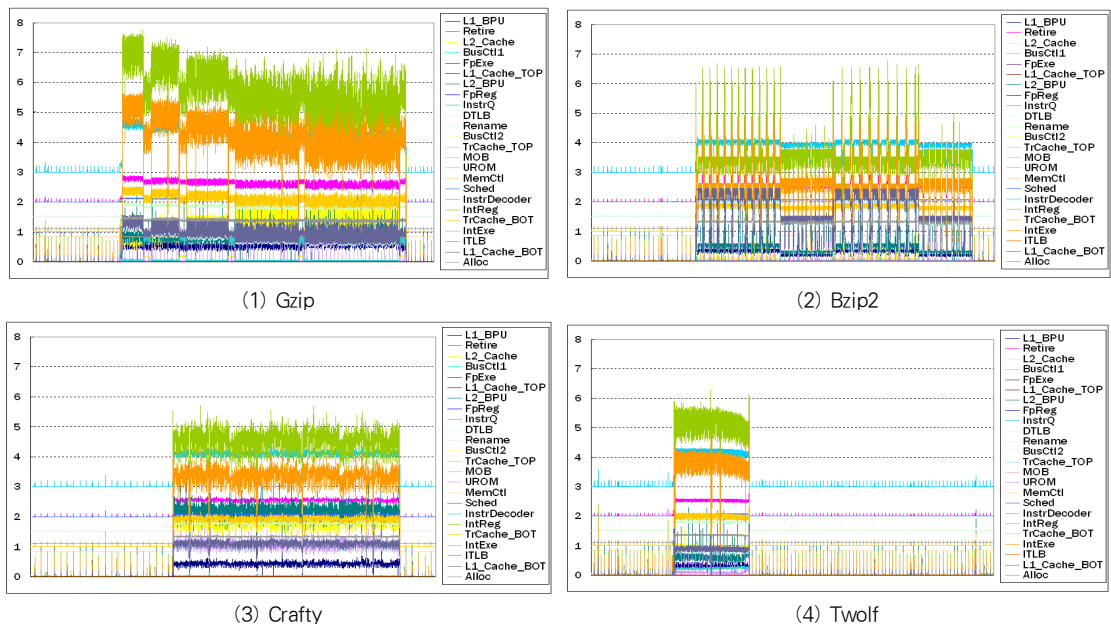 8
7
6
5
4
3
2
1
0
L1_BPU
Retire
L2_Cache
BusCtl1
FpExe
L1_Cache_TOP
L2_BPU
FpReg
InstrQ
DTLB
Rename
BusCtl2
TrCache_TOP
MOB
UROM
MemCtl
Sched
InstrDecoder
IntReg
TrCache_BOT
IntExe
ITLB
L1_Cache_BOT
Alloc
(1) Gzip
8
7
6
5
4
3
2
1
0
L1_BPU
Retire
L2_Cache
BusCtl1
FpExe
L1_Cache_TOP
L2_BPU
FpReg
InstrQ
DTLB
Rename
BusCtl2
TrCache_TOP
MOB
UROM
MemCtl
Sched
InstrDecoder
IntReg
TrCache_BOT
IntExe
ITLB
L1_Cache_BOT
Alloc
(2) Bzip2
8
7
6
5
4
3
2
1
0
L1_BPU
Retire
L2_Cache
BusCtl1
FpExe
L1_Cache_TOP
L2_BPU
FpReg
InstrQ
DTLB
Rename
BusCtl2
TrCache_TOP
MOB
UROM
MemCtl
Sched
InstrDecoder
IntReg
TrCache_BOT
IntExe
ITLB
L1_Cache_BOT
Alloc
(3) Crafty
8
7
6
5
4
3
2
1
0
L1_BPU
Retire
L2_Cache
BusCtl1
FpExe
L1_Cache_TOP
L2_BPU
FpReg
InstrQ
DTLB
Rename
BusCtl2
TrCache_TOP
MOB
UROM
MemCtl
Sched
InstrDecoder
IntReg
TrCache_BOT
IntExe
ITLB
L1_Cache_BOT
Alloc
(4) Twolf